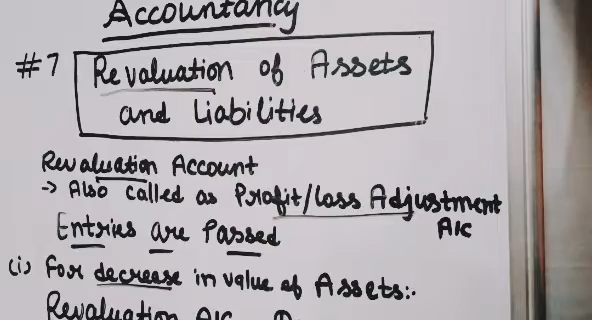 Accountancy
#7 Revaluation of Assets
and Liabilities
Revaluation Account
-> Also called as Profit/Loss Adjustment
A/c
Entries are Passed
(i) For decrease in value of Assets:-
Revaluation A/c